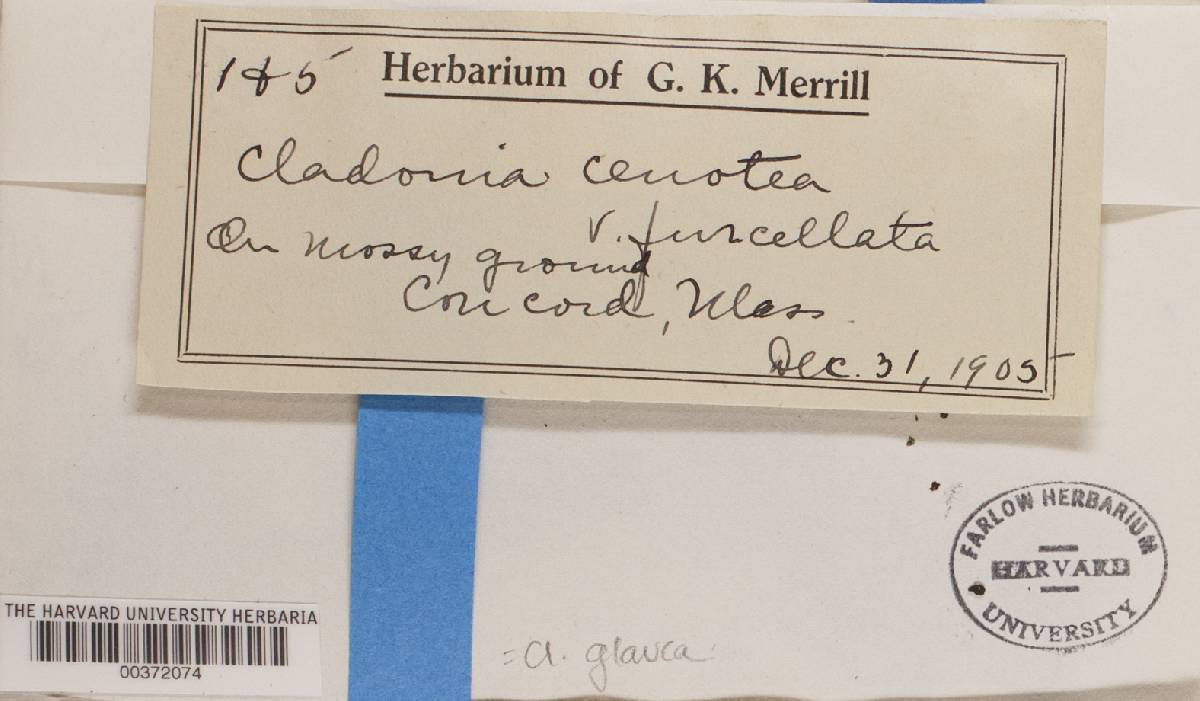 185
Herbarium of G. K. Merrill
Cladonia cenotea
v. furcellata
On mossy ground
Concord, Mass.
Dec. 31, 1905
FARLOW HERBARIUM
HARVARD
UNIVERSITY
THE HARVARD UNIVERSITY HERBARIA
00372074
= Cl. glauca